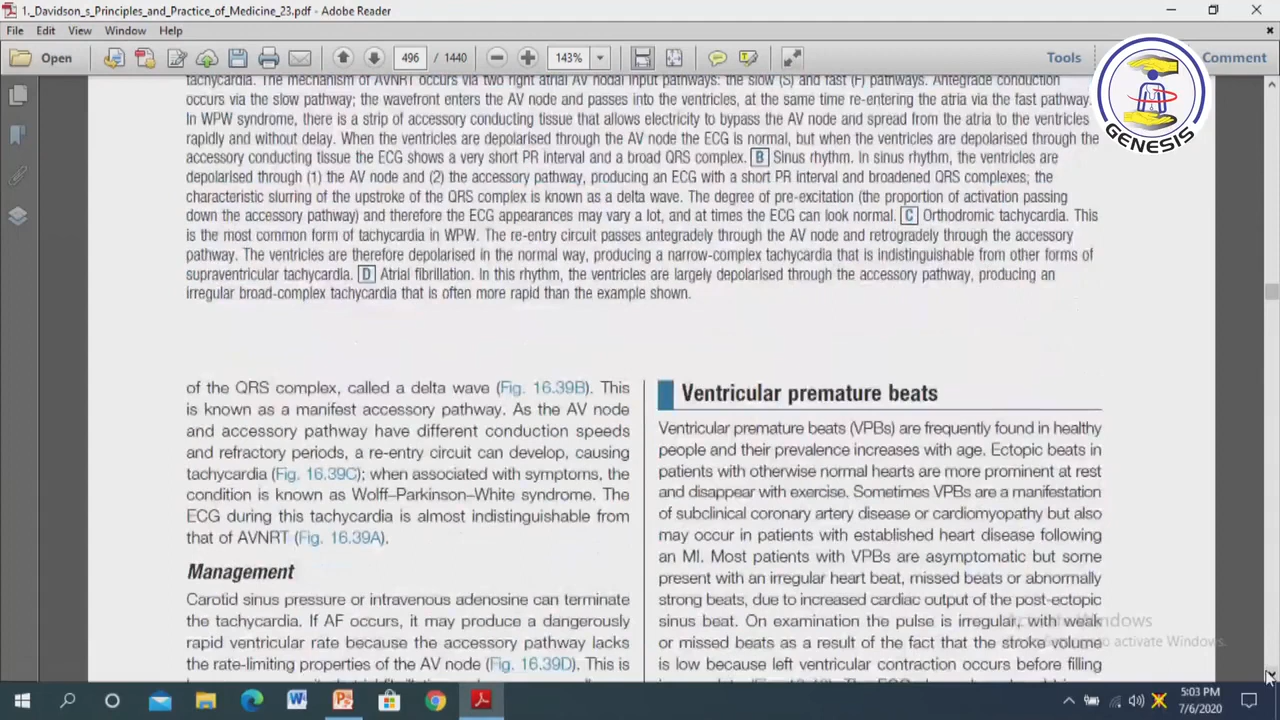 1._Davidson_s_Principles_and_Practice_of_Medicine_23.pdf - Adobe Reader
File Edit View Window Help
Open 496 / 1440 143% Tools Comment
GENESIS
tachycardia. The mechanism of AVNRT occurs via two right atrial AV nodal input pathways: the slow (S) and fast (F) pathways. Antegrade conduction
occurs via the slow pathway; the wavefront enters the AV node and passes into the ventricles, at the same time re-entering the atria via the fast pathway.
In WPW syndrome, there is a strip of accessory conducting tissue that allows electricity to bypass the AV node and spread from the atria to the ventricles
rapidly and without delay. When the ventricles are depolarised through the AV node the ECG is normal, but when the ventricles are depolarised through the
accessory conducting tissue the ECG shows a very short PR interval and a broad QRS complex. B Sinus rhythm. In sinus rhythm, the ventricles are
depolarised through (1) the AV node and (2) the accessory pathway, producing an ECG with a short PR interval and broadened QRS complexes; the
characteristic slurring of the upstroke of the QRS complex is known as a delta wave. The degree of pre-excitation (the proportion of activation passing
down the accessory pathway) and therefore the ECG appearances may vary a lot, and at times the ECG can look normal. C Orthodromic tachycardia. This
is the most common form of tachycardia in WPW. The re-entry circuit passes antegradely through the AV node and retrogradely through the accessory
pathway. The ventricles are therefore depolarised in the normal way, producing a narrow-complex tachycardia that is indistinguishable from other forms of
supraventricular tachycardia. D Atrial fibrillation. In this rhythm, the ventricles are largely depolarised through the accessory pathway, producing an
irregular broad-complex tachycardia that is often more rapid than the example shown.
of the QRS complex, called a delta wave (Fig. 16.39B). This
is known as a manifest accessory pathway. As the AV node
and accessory pathway have different conduction speeds
and refractory periods, a re-entry circuit can develop, causing
tachycardia (Fig. 16.39C); when associated with symptoms, the
condition is known as Wolff–Parkinson–White syndrome. The
ECG during this tachycardia is almost indistinguishable from
that of AVNRT (Fig. 16.39A).
Management
Carotid sinus pressure or intravenous adenosine can terminate
the tachycardia. If AF occurs, it may produce a dangerously
rapid ventricular rate because the accessory pathway lacks
the rate-limiting properties of the AV node (Fig. 16.39D). This is
Ventricular premature beats
Ventricular premature beats (VPBs) are frequently found in healthy
people and their prevalence increases with age. Ectopic beats in
patients with otherwise normal hearts are more prominent at rest
and disappear with exercise. Sometimes VPBs are a manifestation
of subclinical coronary artery disease or cardiomyopathy but also
may occur in patients with established heart disease following
an MI. Most patients with VPBs are asymptomatic but some
present with an irregular heart beat, missed beats or abnormally
strong beats, due to increased cardiac output of the post-ectopic
sinus beat. On examination the pulse is irregular, with weak
or missed beats as a result of the fact that the stroke volume
is low because left ventricular contraction occurs before filling
5:03 PM
7/6/2020